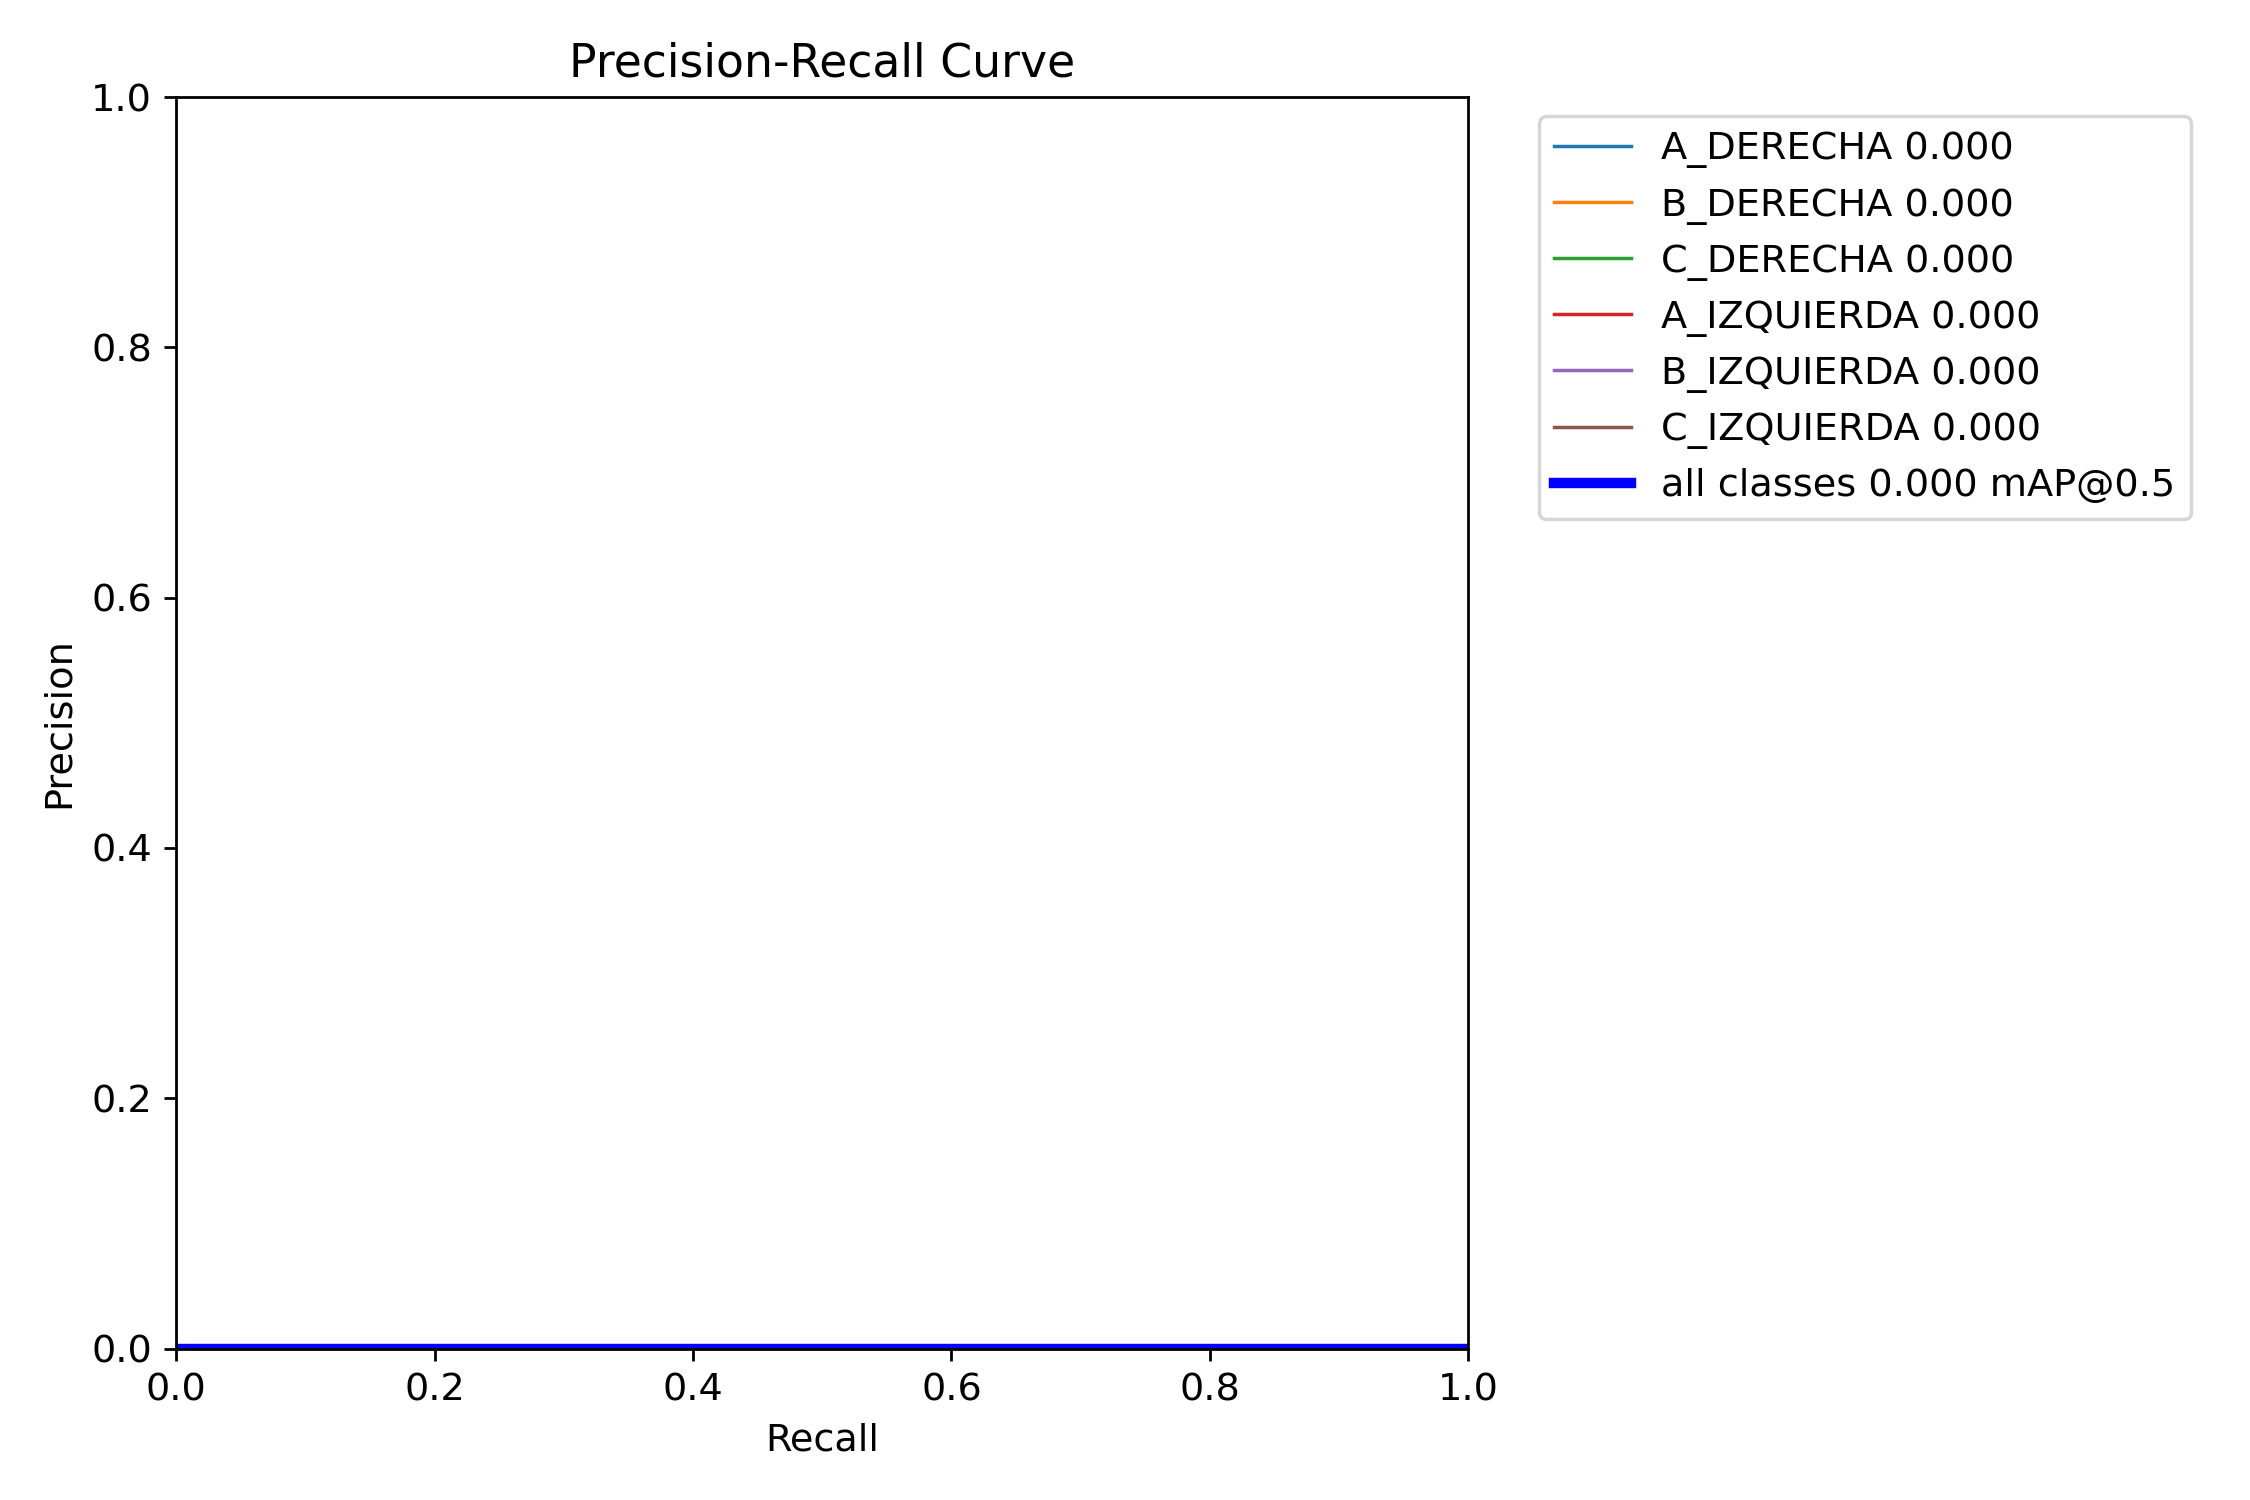 Precision-Recall Curve
1.0
0.8
0.6
0.4
0.2
0.0
Precision
0.0 0.2 0.4 0.6 0.8 1.0
Recall
A_DERECHA 0.000
B_DERECHA 0.000
C_DERECHA 0.000
A_IZQUIERDA 0.000
B_IZQUIERDA 0.000
C_IZQUIERDA 0.000
all classes 0.000 mAP@0.5